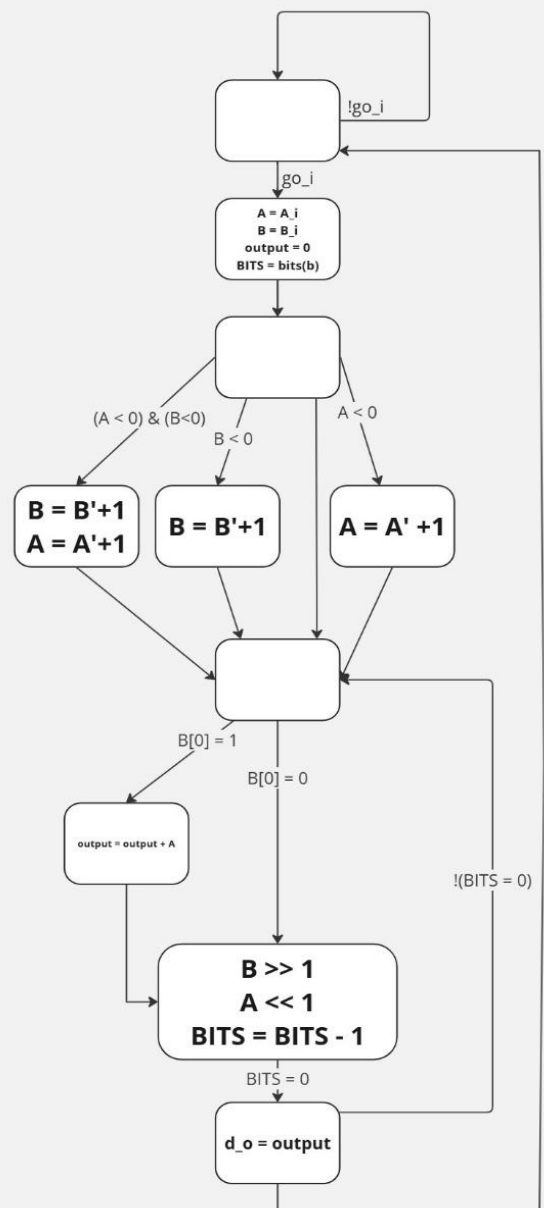 !go_i
go_i
A = A_i
B = B_i
output = 0
BITS = bits(b)
(A < 0) & (B<0)
B < 0
A < 0
B = B'+1
A = A'+1
B = B'+1
A = A' +1
B[0] = 1
B[0] = 0
output = output + A
!(BITS = 0)
B >> 1
A << 1
BITS = BITS - 1
BITS = 0
d_o = output